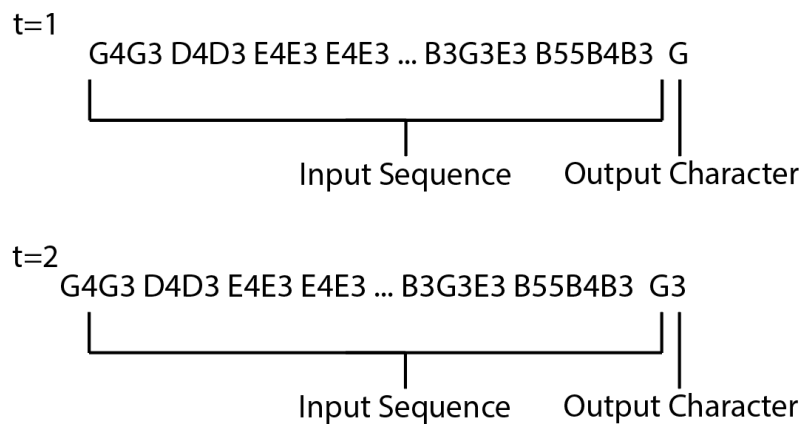 t=1
G4G3 D4D3 E4E3 E4E3 ... B3G3E3 B55B4B3 G
Input Sequence Output Character
t=2
G4G3 D4D3 E4E3 E4E3 ... B3G3E3 B55B4B3 G3
Input Sequence Output Character